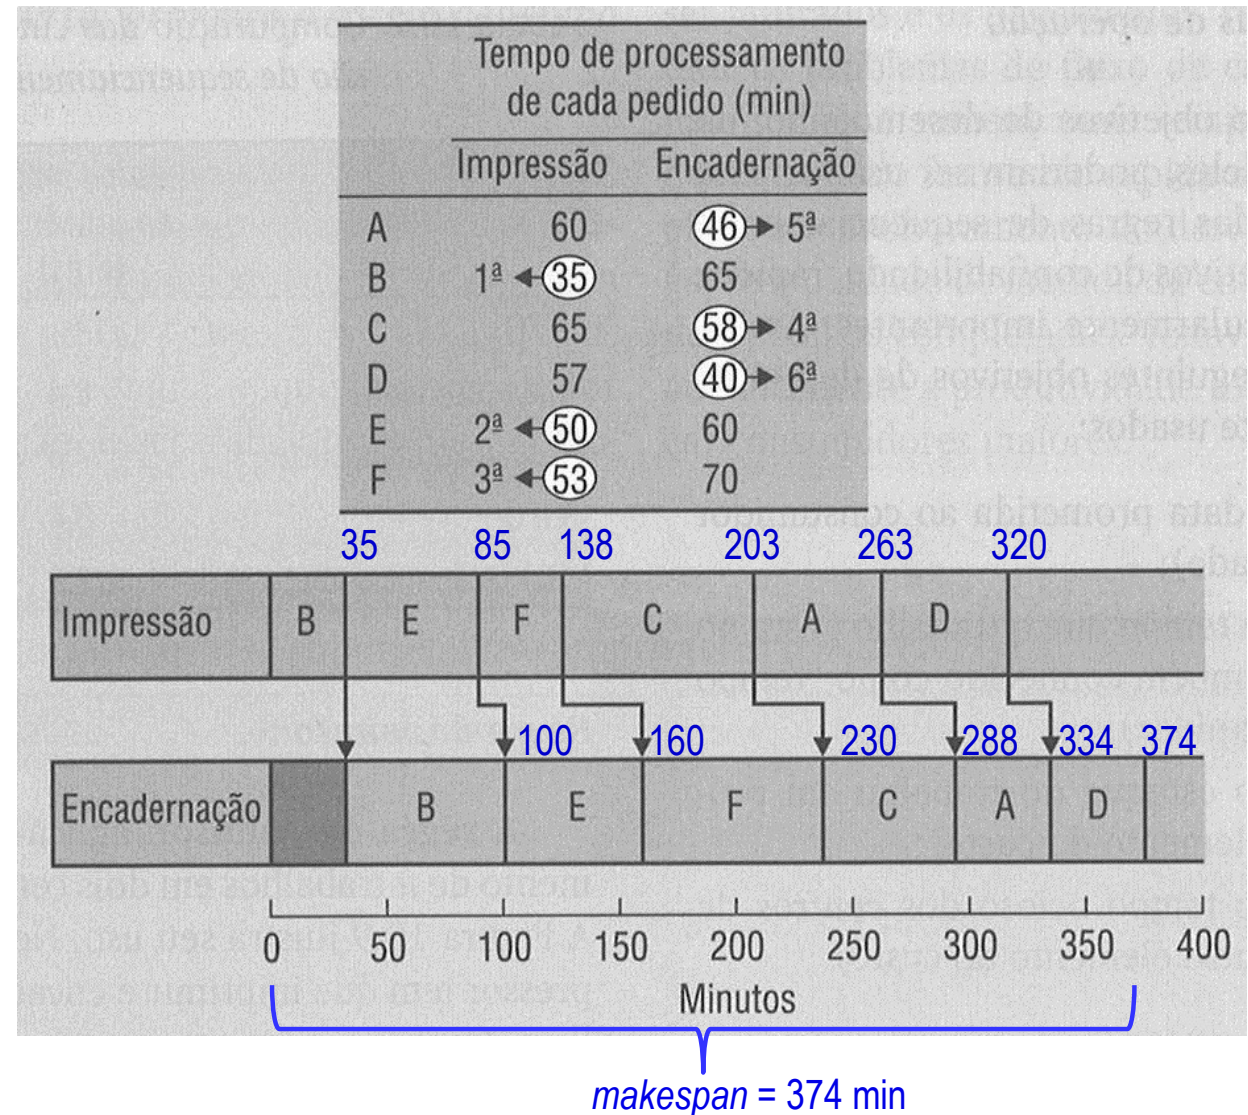 Tempo de processamento
de cada pedido (min)
Impressão Encadernação
A 60 46 5ª
B 1ª 35 65
C 65 58 4ª
D 57 40 6ª
E 2ª 50 60
F 3ª 53 70
35 85 138 203 263 320
Impressão B E F C A D
100 160 230 288 334 374
Encadernação B E F C A D
0 50 100 150 200 250 300 350 400
Minutos
makespan = 374 min